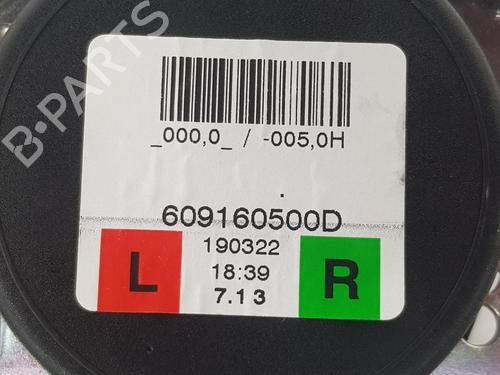 B-PARTS
_000,0_ / -005,0H
609160500D
L 190322 R
18:39
7.1 3